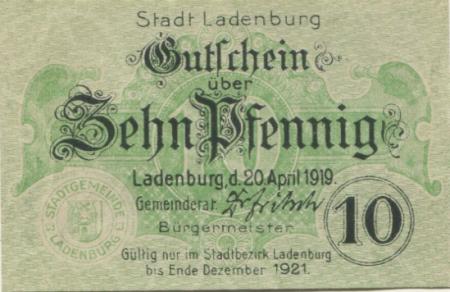 Stadt Ladenburg
Gutschein
über
Zehn Pfennig
Ladenburg, d. 20 April 1919.
Gemeinderat
Bürgermeister
10
Gültig nur im Stadtbezirk Ladenburg
bis Ende Dezember 1921.
STADTGEMEINDE
LADENBURG